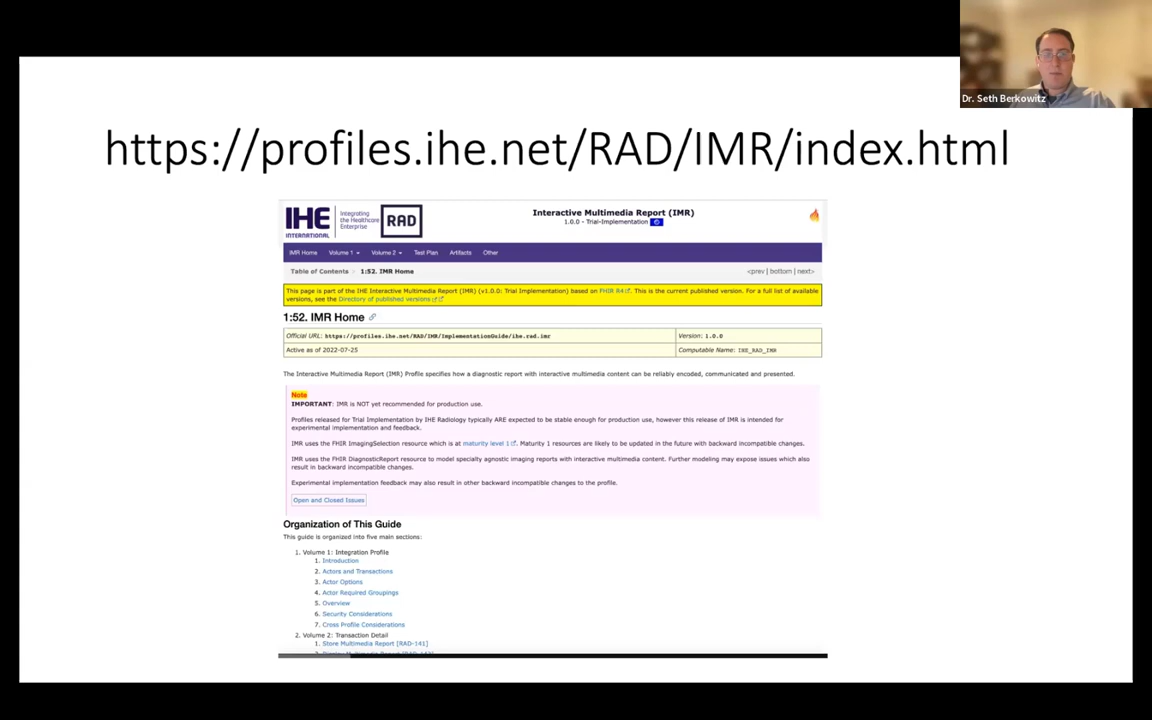 Dr. Seth Berkowitz
https://profiles.ihe.net/RAD/IMR/index.html
IHE
INTERNATIONAL
Integrating
the Healthcare
Enterprise
RAD
Interactive Multimedia Report (IMR)
1.0.0 - Trial-Implementation
IMR Home Volume 1 Volume 2 Test Plan Artifacts Other
Table of Contents > 1:52. IMR Home <prev | bottom | next>
This page is part of the IHE Interactive Multimedia Report (IMR) (v1.0.0: Trial Implementation) based on FHIR R4. This is the current published version. For a full list of available
versions, see the Directory of published versions
1:52. IMR Home
Official URL: https://profiles.ihe.net/RAD/IMR/ImplementationGuide/ihe.rad.imr Version: 1.0.0
Active as of 2022-07-25 Computable Name: IHE_RAD_IMR
The Interactive Multimedia Report (IMR) Profile specifies how a diagnostic report with interactive multimedia content can be reliably encoded, communicated and presented.
Note
IMPORTANT: IMR is NOT yet recommended for production use.
Profiles released for Trial Implementation by IHE Radiology typically ARE expected to be stable enough for production use, however this release of IMR is intended for
experimental implementation and feedback.
IMR uses the FHIR ImagingSelection resource which is at maturity level 1. Maturity 1 resources are likely to be updated in the future with backward incompatible changes.
IMR uses the FHIR DiagnosticReport resource to model specialty agnostic imaging reports with interactive multimedia content. Further modeling may expose issues which also
result in backward incompatible changes.
Experimental implementation feedback may also result in other backward incompatible changes to the profile.
Open and Closed Issues
Organization of This Guide
This guide is organized into five main sections:
1. Volume 1: Integration Profile
1. Introduction
2. Actors and Transactions
3. Actor Options
4. Actor Required Groupings
5. Overview
6. Security Considerations
7. Cross Profile Considerations
2. Volume 2: Transaction Detail
1. Store Multimedia Report [RAD-141]